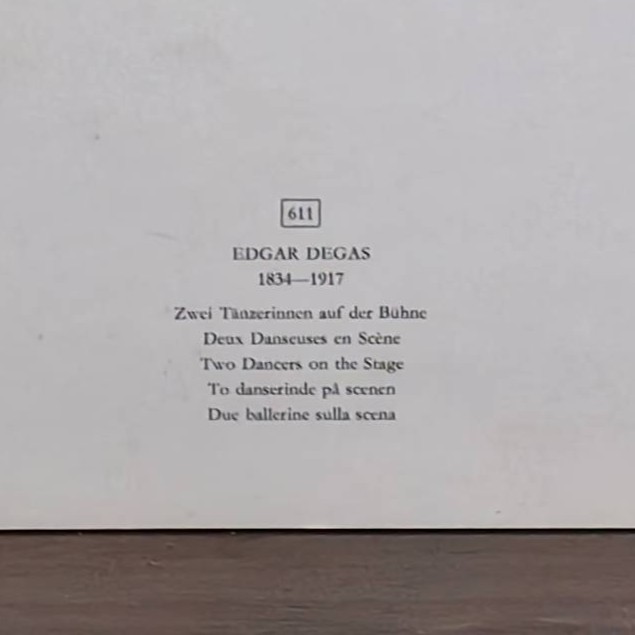 611
EDGAR DEGAS
1834—1917
Zwei Tänzerinnen auf der Bühne
Deux Danseuses en Scène
Two Dancers on the Stage
To danserinde på scenen
Due ballerine sulla scena